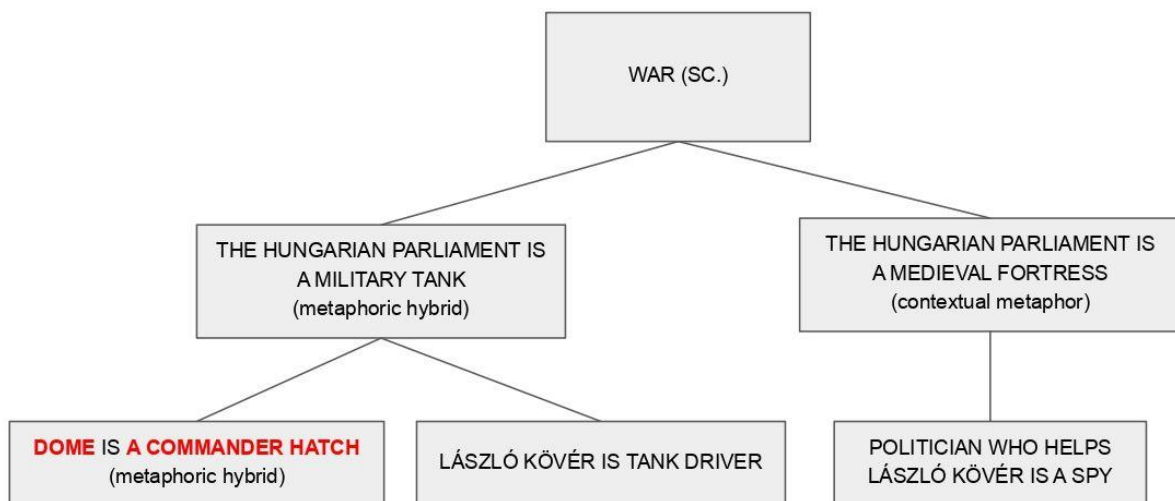 WAR (SC.)
THE HUNGARIAN PARLIAMENT IS
A MILITARY TANK
(metaphoric hybrid)
THE HUNGARIAN PARLIAMENT IS
A MEDIEVAL FORTRESS
(contextual metaphor)
DOME IS A COMMANDER HATCH
(metaphoric hybrid)
LÁSZLÓ KÖVÉR IS TANK DRIVER
POLITICIAN WHO HELPS
LÁSZLÓ KÖVÉR IS A SPY